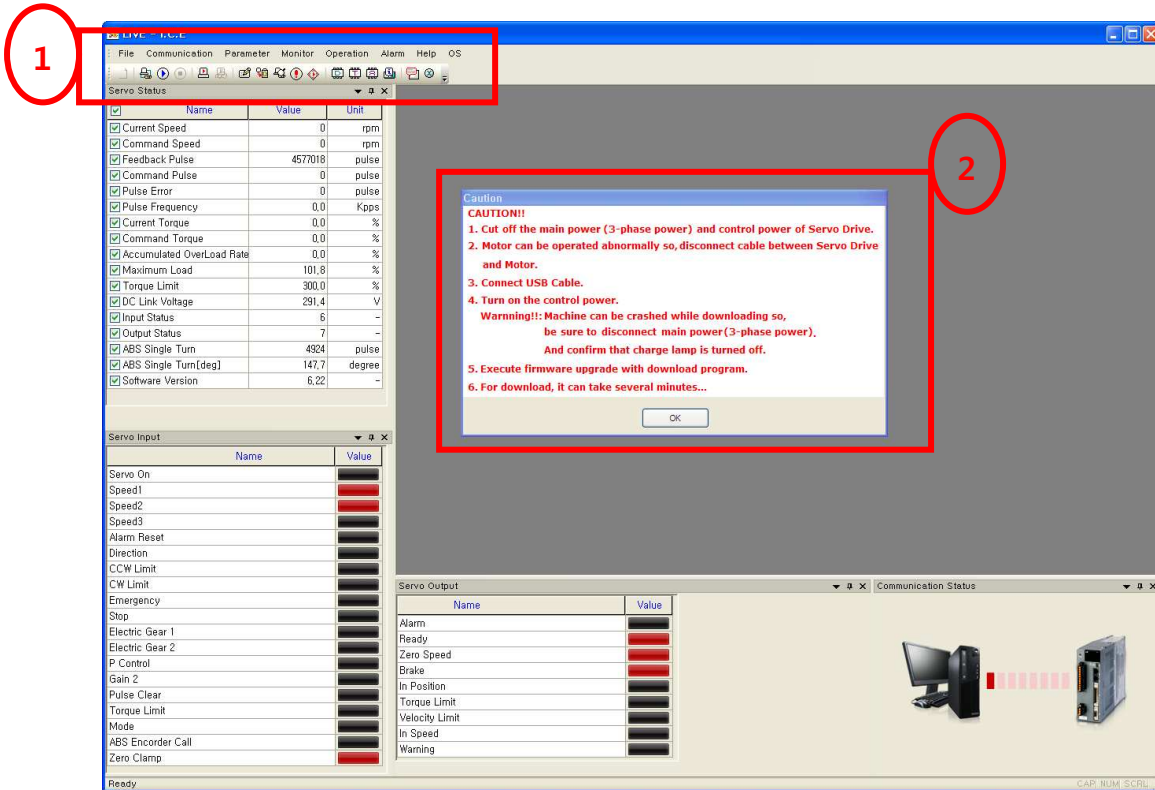 1
LIVE - I.C.E
File Communication Parameter Monitor Operation Alarm Help OS
Servo Status
Name Value Unit
Current Speed 0 rpm
Command Speed 0 rpm
Feedback Pulse 4577018 pulse
Command Pulse 0 pulse
Pulse Error 0 pulse
Pulse Frequency 0,0 Kpps
Current Torque 0,0 %
Command Torque 0,0 %
Accumulated OverLoad Rate 0,0 %
Maximum Load 101,8 %
Torque Limit 300,0 %
DC Link Voltage 291,4 V
Input Status 6 -
Output Status 7 -
ABS Single Turn 4924 pulse
ABS Single Turn[deg] 147,7 degree
Software Version 6,22 -
2
Caution
CAUTION!!
1. Cut off the main power (3-phase power) and control power of Servo Drive.
2. Motor can be operated abnormally so, disconnect cable between Servo Drive
and Motor.
3. Connect USB Cable.
4. Turn on the control power.
Warnning!!: Machine can be crashed while downloading so,
be sure to disconnect main power(3-phase power).
And confirm that charge lamp is turned off.
5. Execute firmware upgrade with download program.
6. For download, it can take several minutes...
OK
Servo Input
Name Value
Servo On
Speed1
Speed2
Speed3
Alarm Reset
Direction
CCW Limit
CW Limit
Emergency
Stop
Electric Gear 1
Electric Gear 2
P Control
Gain 2
Pulse Clear
Torque Limit
Mode
ABS Encorder Call
Zero Clamp
Servo Output
Name Value
Alarm
Ready
Zero Speed
Brake
In Position
Torque Limit
Velocity Limit
In Speed
Warning
Communication Status
Ready
CAP NUM SCRL